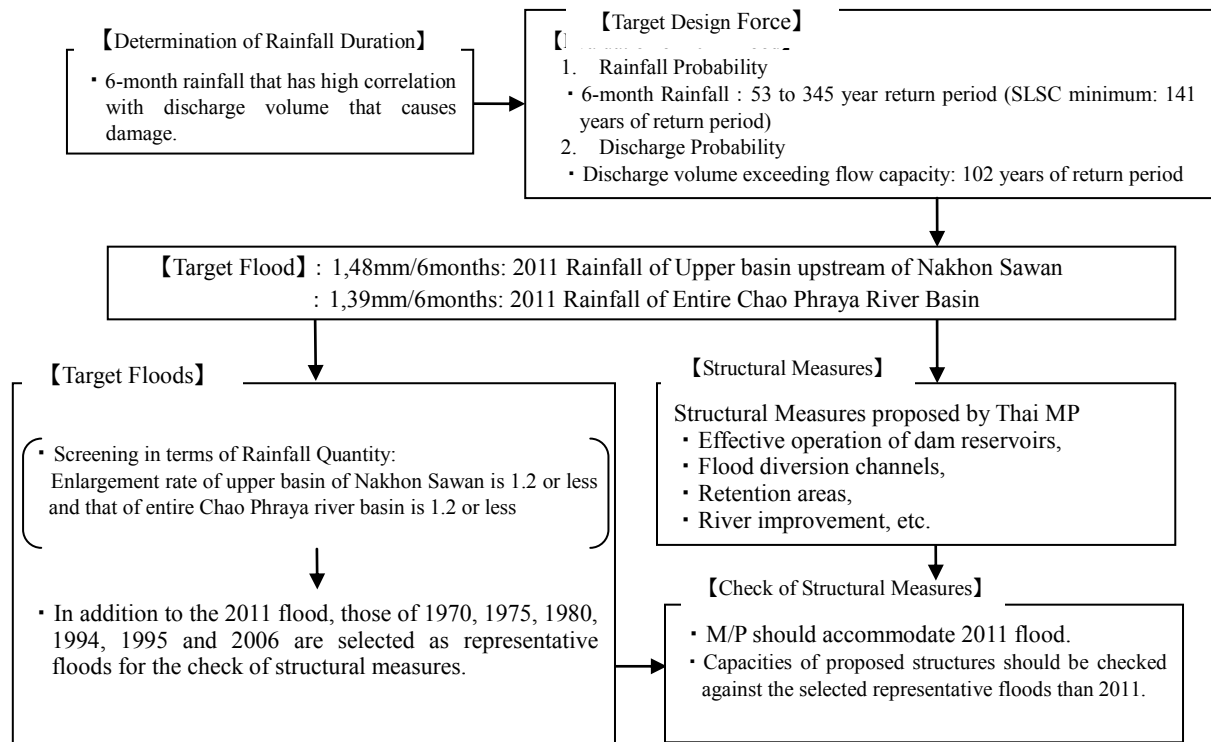 【Determination of Rainfall Duration】
・6-month rainfall that has high correlation
with discharge volume that causes
damage.
【Target Design Force】
1. Rainfall Probability
・6-month Rainfall : 53 to 345 year return period (SLSC minimum: 141
years of return period)
2. Discharge Probability
・Discharge volume exceeding flow capacity: 102 years of return period
【Target Flood】: 1,48mm/6months: 2011 Rainfall of Upper basin upstream of Nakhon Sawan
: 1,39mm/6months: 2011 Rainfall of Entire Chao Phraya River Basin
【Target Floods】
・Screening in terms of Rainfall Quantity:
Enlargement rate of upper basin of Nakhon Sawan is 1.2 or less
and that of entire Chao Phraya river basin is 1.2 or less
・In addition to the 2011 flood, those of 1970, 1975, 1980,
1994, 1995 and 2006 are selected as representative
floods for the check of structural measures.
【Structural Measures】
Structural Measures proposed by Thai MP
・Effective operation of dam reservoirs,
・Flood diversion channels,
・Retention areas,
・River improvement, etc.
【Check of Structural Measures】
・M/P should accommodate 2011 flood.
・Capacities of proposed structures should be checked
against the selected representative floods than 2011.